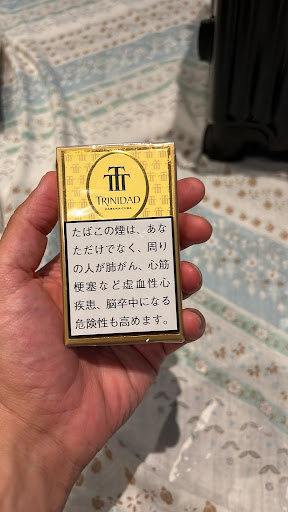 TRINIDAD
HABANA-CUBA
たばこの煙は、あな
ただけでなく、周り
の人が肺がん、心筋
梗塞など虚血性心
疾患、脳卒中になる
危険性も高めます。